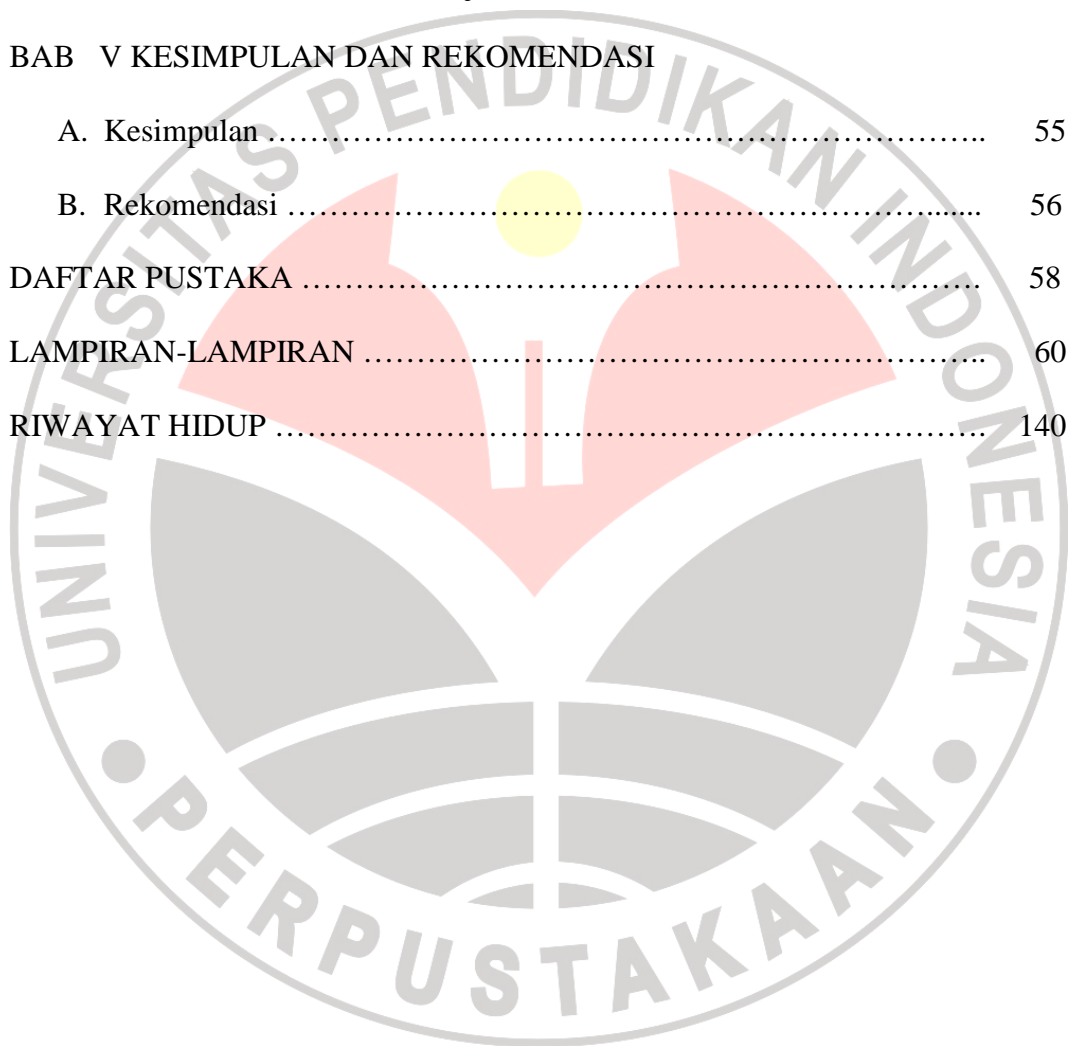 BAB V KESIMPULAN DAN REKOMENDASI
A. Kesimpulan ……………………………………………………….. 55
B. Rekomendasi …………………………………………………....... 56
DAFTAR PUSTAKA ……………………………………………………. 58
LAMPIRAN-LAMPIRAN ………………………………………………. 60
RIWAYAT HIDUP ………………………………………………………. 140
UNIVERSITAS PENDIDIKAN INDONESIA
PERPUSTAKAAN